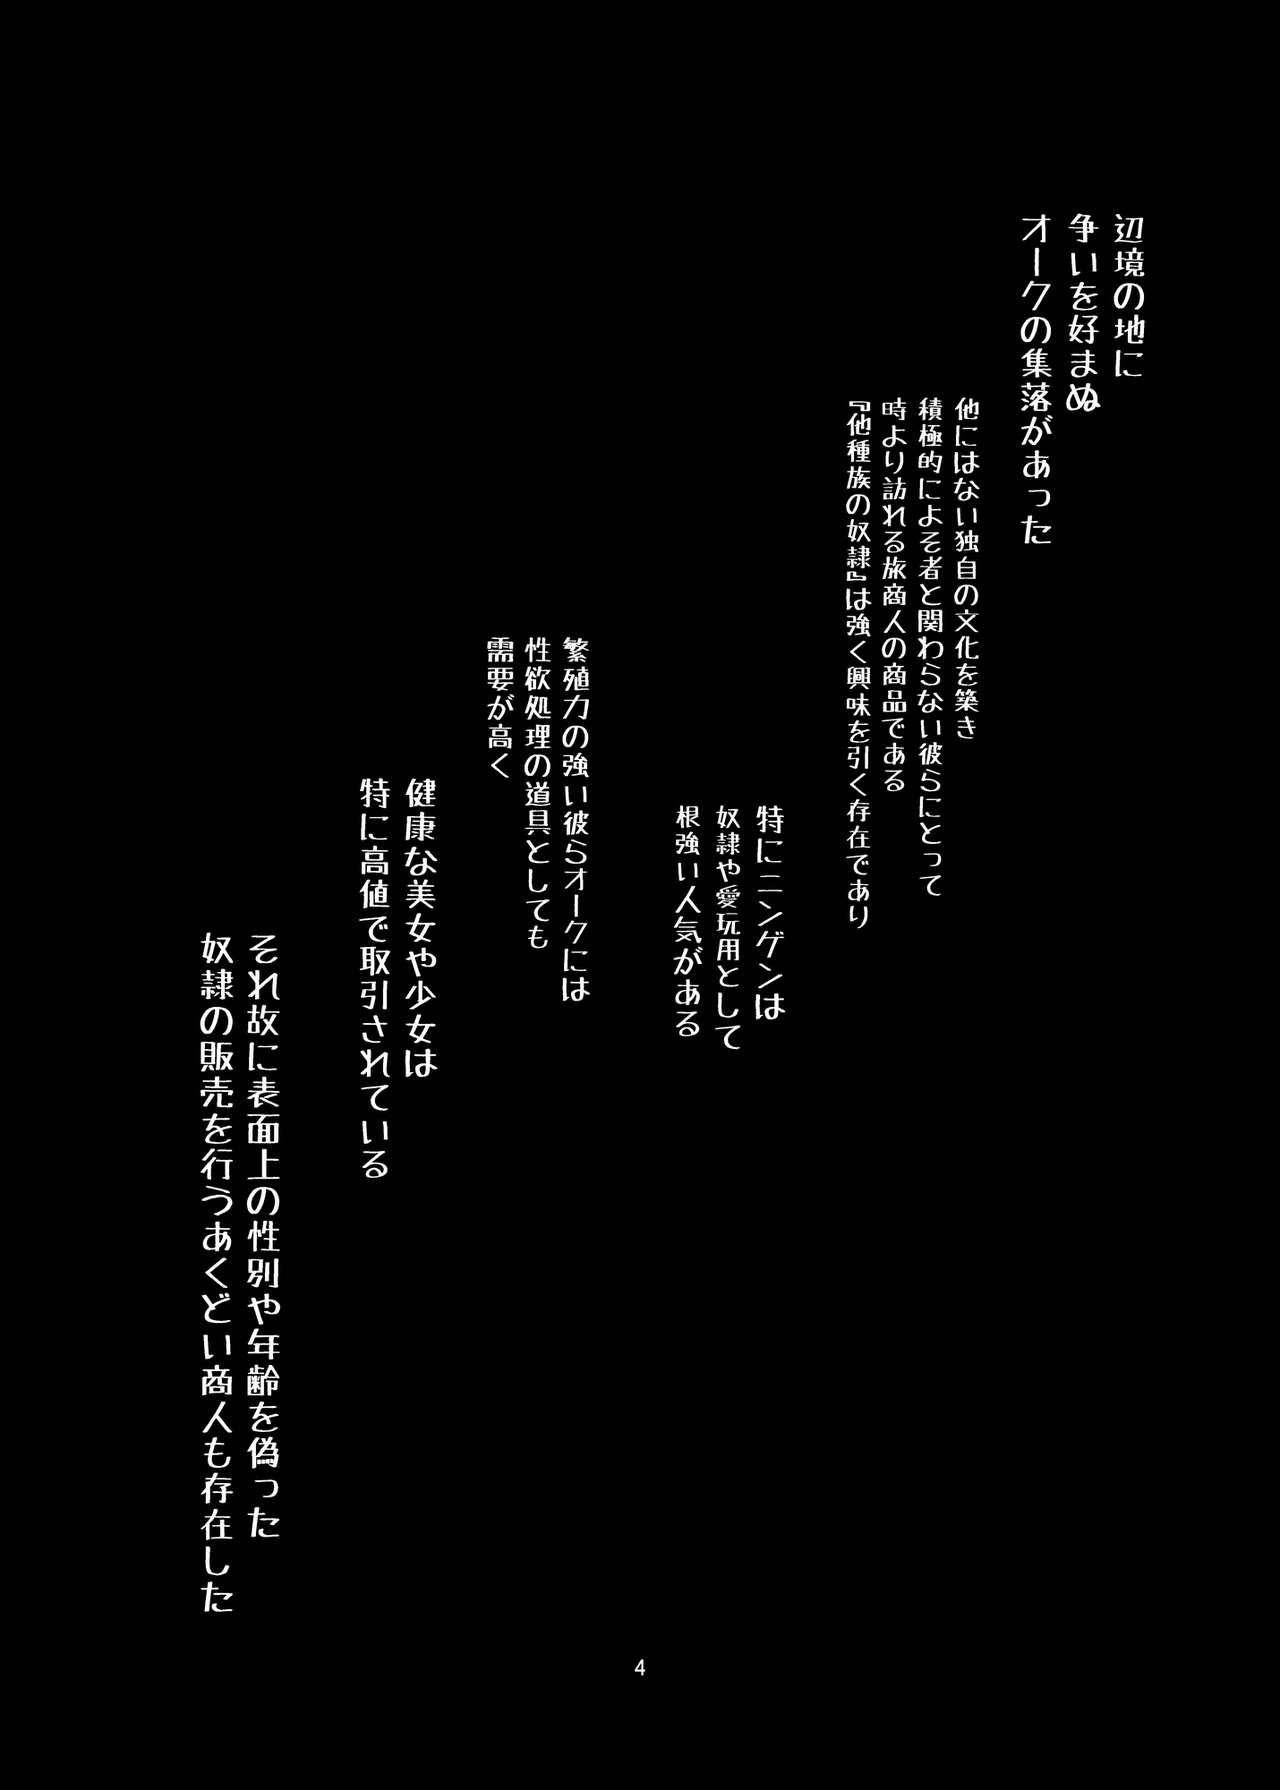 辺境の地に
争いを好まぬ
オークの集落があった
他にはない独自の文化を築き
積極的によそ者と関わらない彼らにとって
時より訪れる旅商人の商品である
『他種族の奴隷』は強く興味を引く存在であり
特にニンゲンは
奴隷や愛玩用として
根強い人気がある
繁殖力の強い彼らオークには
性欲処理の道具としても
需要が高く
健康な美女や少女は
特に高値で取引されている
それ故に表面上の性別や年齢を偽った
奴隷の販売を行うあくどい商人も存在した
4